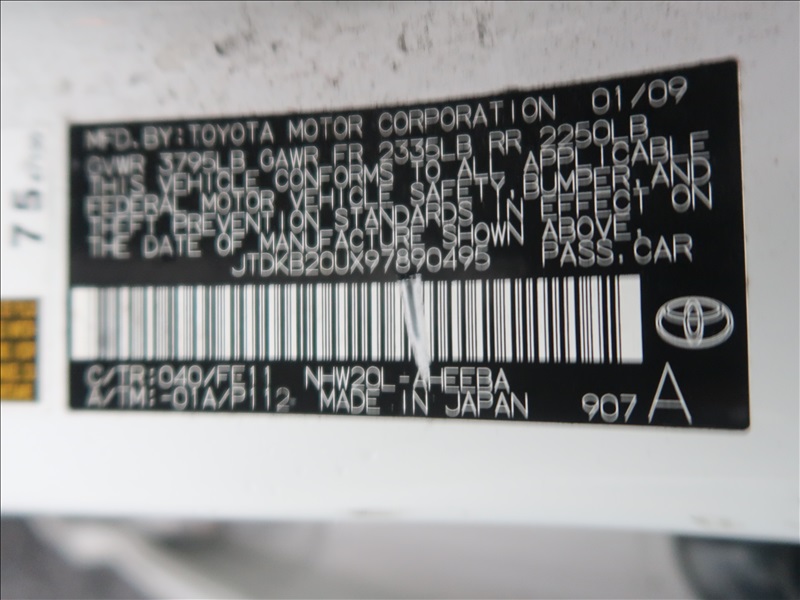 MFD.BY:TOYOTA MOTOR CORPORATION 01/09
GVWR 3795LB GAWR FR 2335LB RR 2250LB
THIS VEHICLE CONFORMS TO ALL APPLICABLE
FEDERAL MOTOR VEHICLE SAFETY,BUMPER,AND
THEFT PREVENTION STANDARDS IN EFFECT ON
THE DATE OF MANUFACTURE SHOWN ABOVE.
JTDKB20UX97890495 PASS.CAR
C/TR:040/FE11 NHW20L-AHEEBA
A/TM:-01A/P112 MADE IN JAPAN 907 A
75